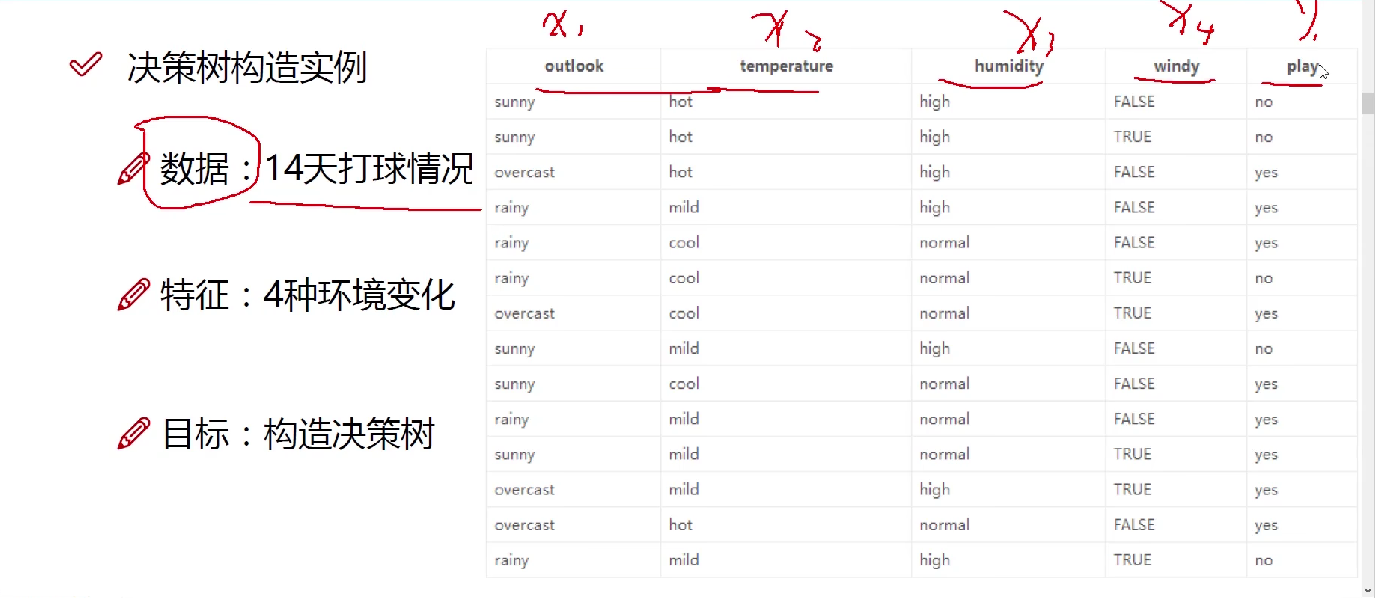 决策树构造实例
数据：14天打球情况
特征：4种环境变化
目标：构造决策树
x₁ x₂ x₃ x₄ y
outlook temperature humidity windy play
sunny hot high FALSE no
sunny hot high TRUE no
overcast hot high FALSE yes
rainy mild high FALSE yes
rainy cool normal FALSE yes
rainy cool normal TRUE no
overcast cool normal TRUE yes
sunny mild high FALSE no
sunny cool normal FALSE yes
rainy mild normal FALSE yes
sunny mild normal TRUE yes
overcast mild high TRUE yes
overcast hot normal FALSE yes
rainy mild high TRUE no